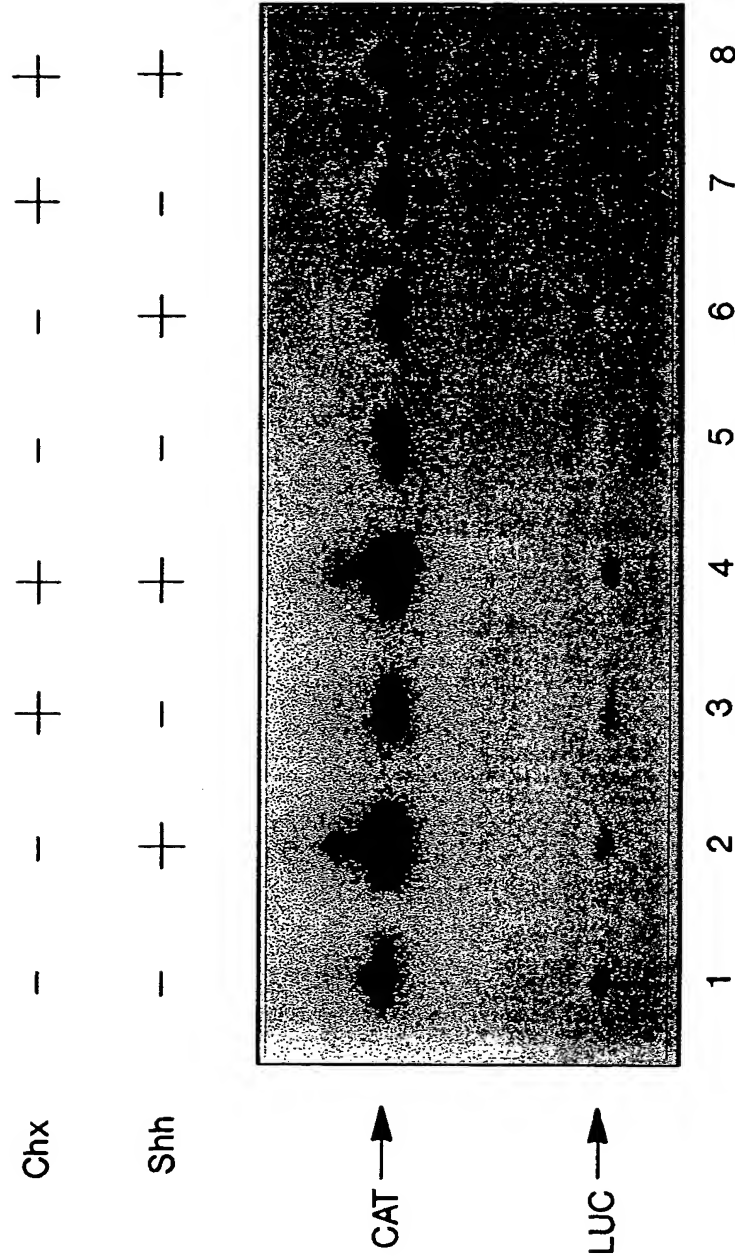 Chx - - + + - - + +
Shh - + - + - + - +
CAT
LUC
1 2 3 4 5 6 7 8